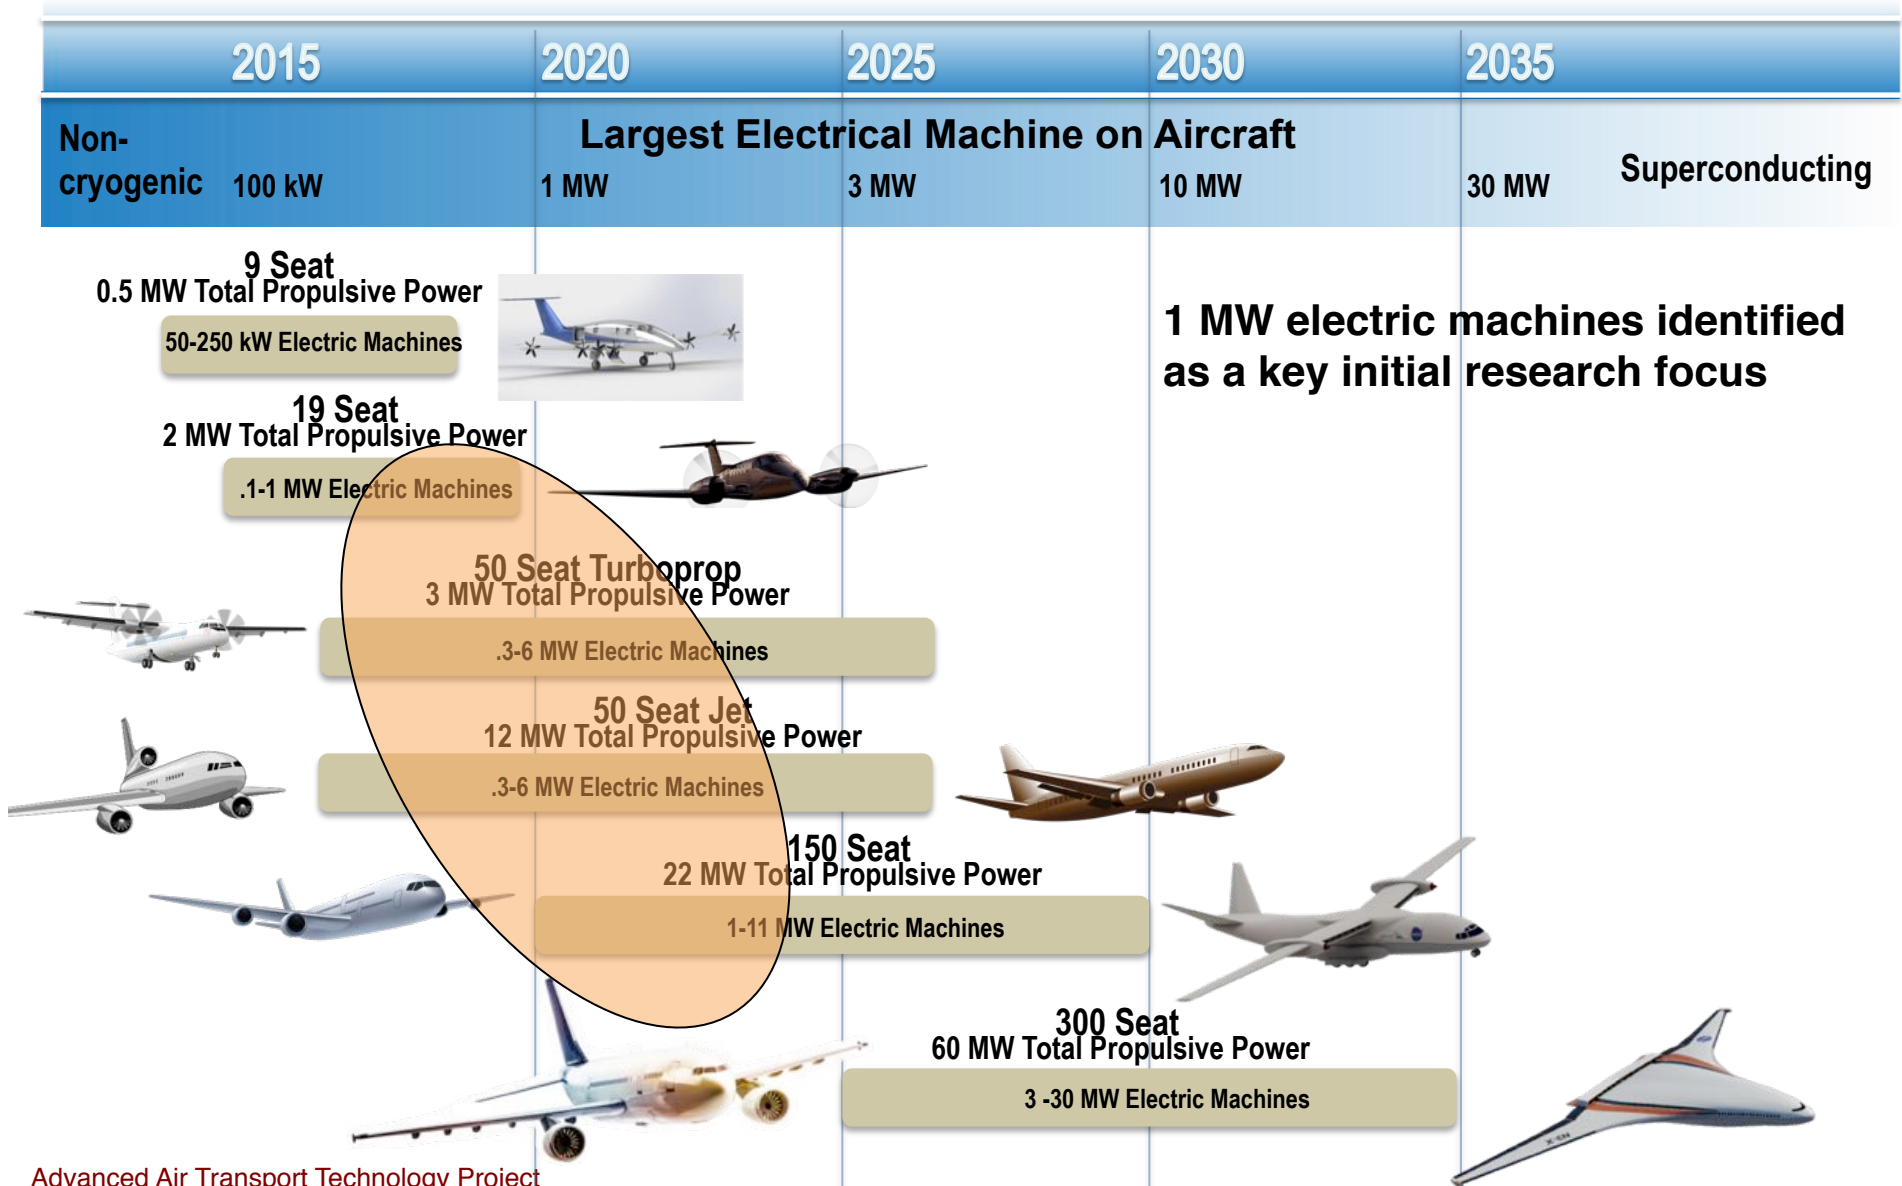 2015 2020 2025 2030 2035
Non-
cryogenic
Largest Electrical Machine on Aircraft
100 kW 1 MW 3 MW 10 MW 30 MW
Superconducting
9 Seat
0.5 MW Total Propulsive Power
50-250 kW Electric Machines
1 MW electric machines identified
as a key initial research focus
19 Seat
2 MW Total Propulsive Power
.1-1 MW Electric Machines
50 Seat Turboprop
3 MW Total Propulsive Power
.3-6 MW Electric Machines
50 Seat Jet
12 MW Total Propulsive Power
.3-6 MW Electric Machines
150 Seat
22 MW Total Propulsive Power
1-11 MW Electric Machines
300 Seat
60 MW Total Propulsive Power
3 -30 MW Electric Machines
Advanced Air Transport Technology Project